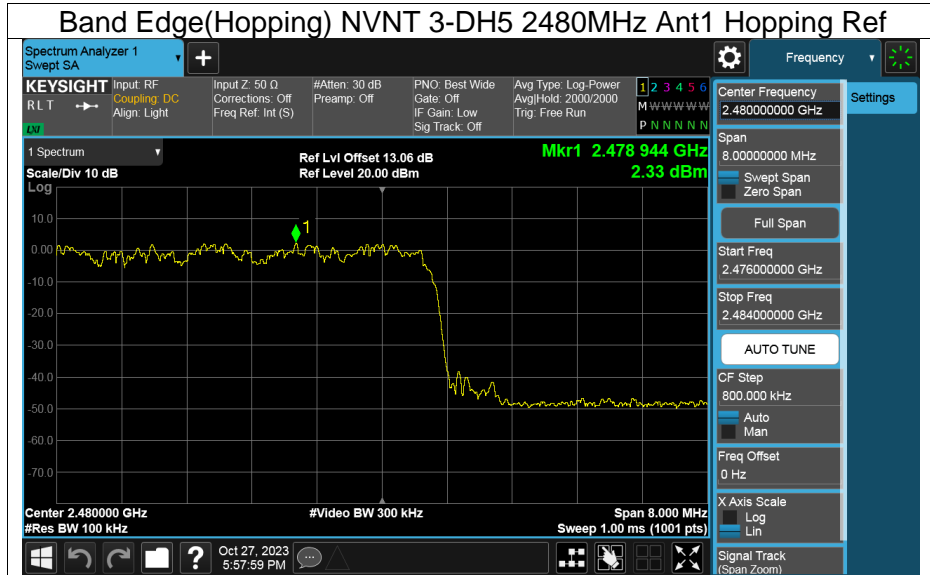 Band Edge(Hopping) NVNT 3-DH5 2480MHz Ant1 Hopping Ref
Spectrum Analyzer 1
Swept SA
+
Frequency
KEYSIGHT
RLT
LXI
Input: RF
Coupling: DC
Align: Light
Input Z: 50 Ω
Corrections: Off
Freq Ref: Int (S)
#Atten: 30 dB
Preamp: Off
PNO: Best Wide
Gate: Off
IF Gain: Low
Sig Track: Off
Avg Type: Log-Power
Avg|Hold: 2000/2000
Trig: Free Run
1 2 3 4 5 6
M W W W W W
P N N N N N
Center Frequency
2.480000000 GHz
Settings
1 Spectrum
Ref Lvl Offset 13.06 dB
Mkr1 2.478 944 GHz
Scale/Div 10 dB
Ref Level 20.00 dBm
2.33 dBm
Log
10.0
0.00
-10.0
-20.0
-30.0
-40.0
-50.0
-60.0
-70.0
1
Span
8.00000000 MHz
Swept Span
Zero Span
Full Span
Start Freq
2.476000000 GHz
Stop Freq
2.484000000 GHz
AUTO TUNE
CF Step
800.000 kHz
Auto
Man
Freq Offset
0 Hz
X Axis Scale
Log
Lin
Signal Track
(Span Zoom)
Center 2.480000 GHz
#Video BW 300 kHz
Span 8.000 MHz
#Res BW 100 kHz
Sweep 1.00 ms (1001 pts)
?
Oct 27, 2023
5:57:59 PM